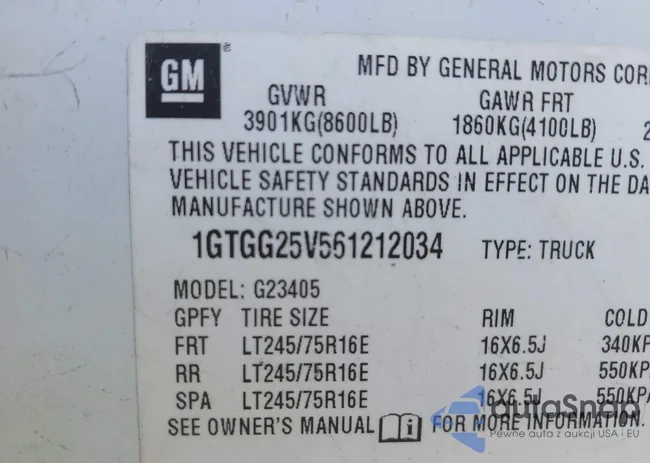 GM
MFD BY GENERAL MOTORS COR
GVWR GAWR FRT
3901KG(8600LB) 1860KG(4100LB) 2
THIS VEHICLE CONFORMS TO ALL APPLICABLE U.S.
VEHICLE SAFETY STANDARDS IN EFFECT ON THE DA
MANUFACTURE SHOWN ABOVE.
1GTGG25V561212034 TYPE: TRUCK
MODEL: G23405
GPFY TIRE SIZE RIM COLD
FRT LT245/75R16E 16X6.5J 340KP
RR LT245/75R16E 16X6.5J 550KP
SPA LT245/75R16E 16X6.5J 550KPA
SEE OWNER'S MANUAL FOR MORE INFORMATION.
autoSnap
Pewne auta z aukcji USA i EU